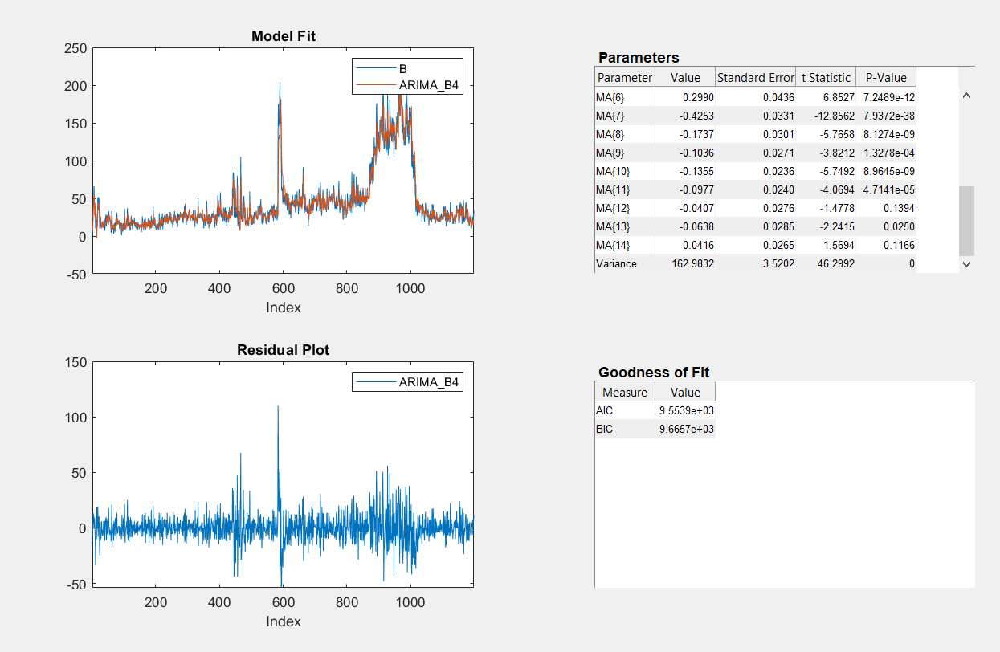 Model Fit
250
200
150
100
50
0
-50
B
ARIMA_B4
200 400 600 800 1000
Index
Parameters
Parameter Value Standard Error t Statistic P-Value
MA{6} 0.2990 0.0436 6.8527 7.2489e-12
MA{7} -0.4253 0.0331 -12.8562 7.9372e-38
MA{8} -0.1737 0.0301 -5.7658 8.1274e-09
MA{9} -0.1036 0.0271 -3.8212 1.3278e-04
MA{10} -0.1355 0.0236 -5.7492 8.9645e-09
MA{11} -0.0977 0.0240 -4.0694 4.7141e-05
MA{12} -0.0407 0.0276 -1.4778 0.1394
MA{13} -0.0638 0.0285 -2.2415 0.0250
MA{14} 0.0416 0.0265 1.5694 0.1166
Variance 162.9832 3.5202 46.2992 0
Residual Plot
150
100
50
0
-50
ARIMA_B4
200 400 600 800 1000
Index
Goodness of Fit
Measure Value
AIC 9.5539e+03
BIC 9.6657e+03